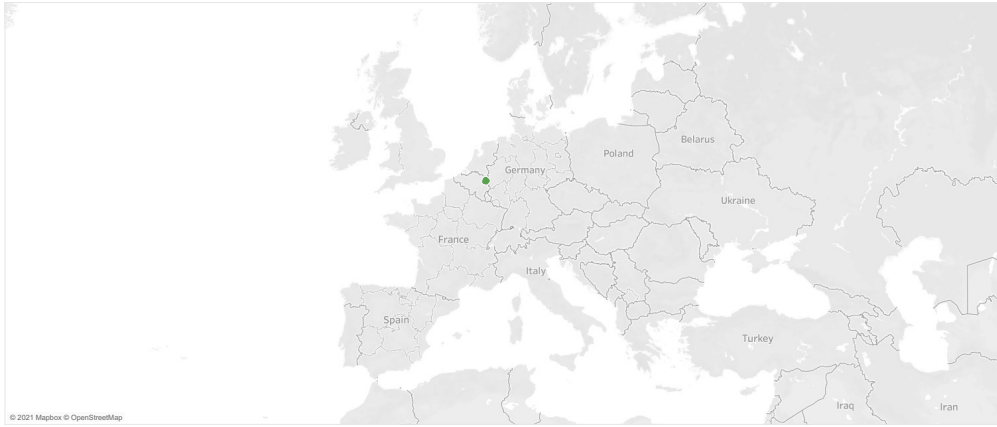 Belarus
Poland
Germany
Ukraine
France
Italy
Spain
Turkey
Iraq
Iran
© 2021 Mapbox © OpenStreetMap